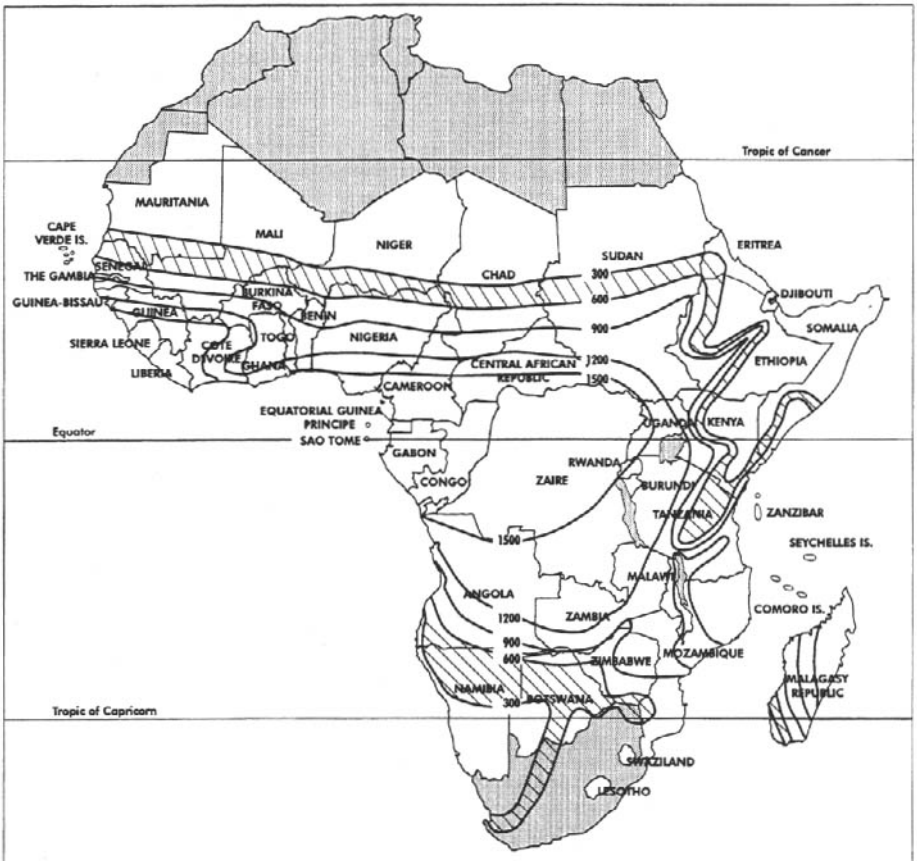 Tropic of Cancer
MAURITANIA
CAPE
VERDE IS.
MALI
NIGER
SUDAN
ERITREA
SENEGAL
CHAD
300
THE GAMBIA
BURKINA
FASO
600
DJIBOUTI
GUINEA-BISSAU
GUINEA
BENIN
900
SOMALIA
SIERRA LEONE
COTE
D'VOIRE
TOGO
NIGERIA
ETHIOPIA
LIBERIA
GHANA
CENTRAL AFRICAN
REPUBLIC
1200
1500
CAMEROON
EQUATORIAL GUINEA
PRINCIPE
UGANDA
KENYA
Equator
SAO TOME
GABON
RWANDA
CONGO
ZAIRE
BURUNDI
TANZANIA
ZANZIBAR
1500
SEYCHELLES IS.
MALAWI
ANGOLA
COMORO IS.
1200
ZAMBIA
900
600
ZIMBABWE
MOZAMBIQUE
NAMIBIA
BOTSWANA
MALAGASY
REPUBLIC
300
Tropic of Capricorn
SWAZILAND
LESOTHO